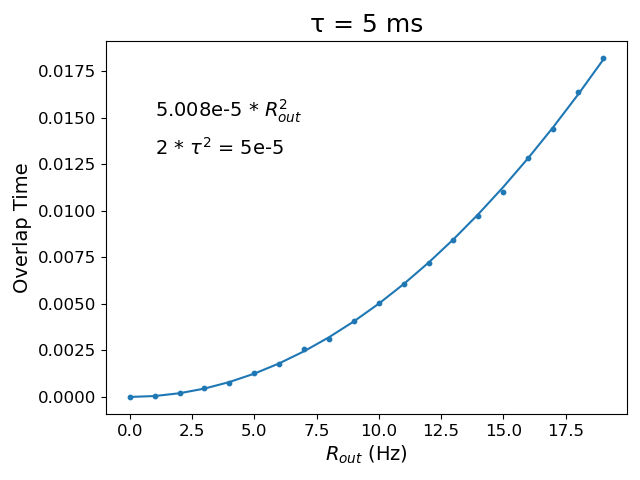 τ = 5 ms
5.008e-5 * R²out
2 * τ² = 5e-5
Overlap Time
0.0175
0.0150
0.0125
0.0100
0.0075
0.0050
0.0025
0.0000
0.0 2.5 5.0 7.5 10.0 12.5 15.0 17.5
Rout (Hz)